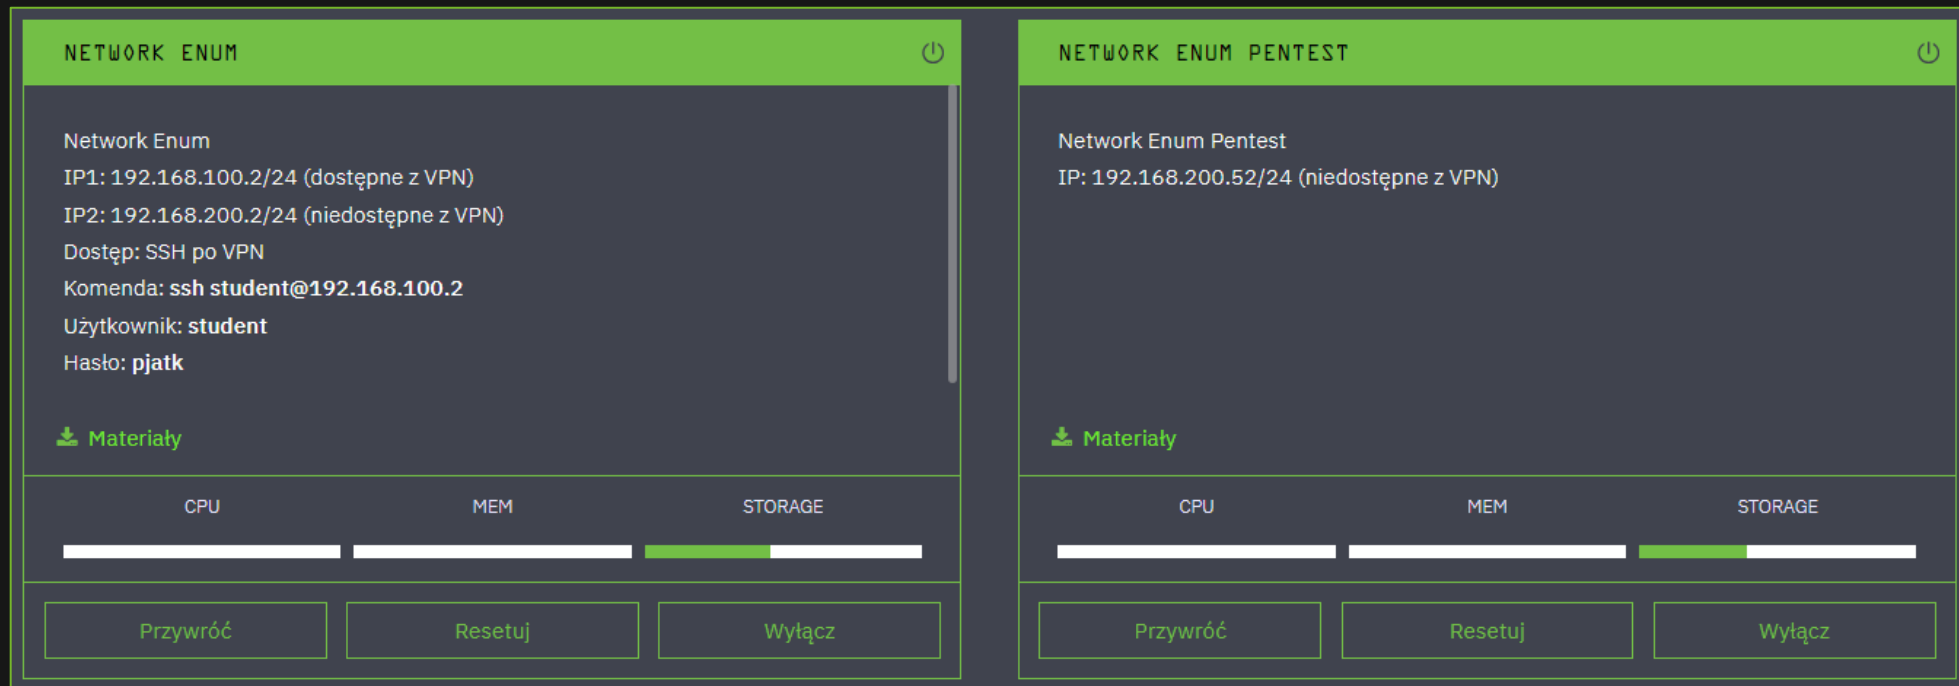 NETWORK ENUM
Network Enum
IP1: 192.168.100.2/24 (dostępne z VPN)
IP2: 192.168.200.2/24 (niedostępne z VPN)
Dostęp: SSH po VPN
Komenda: ssh student@192.168.100.2
Użytkownik: student
Hasło: pjatk
Materiały
CPU MEM STORAGE
Przywróć Resetuj Wyłącz
NETWORK ENUM PENTEST
Network Enum Pentest
IP: 192.168.200.52/24 (niedostępne z VPN)
Materiały
CPU MEM STORAGE
Przywróć Resetuj Wyłącz